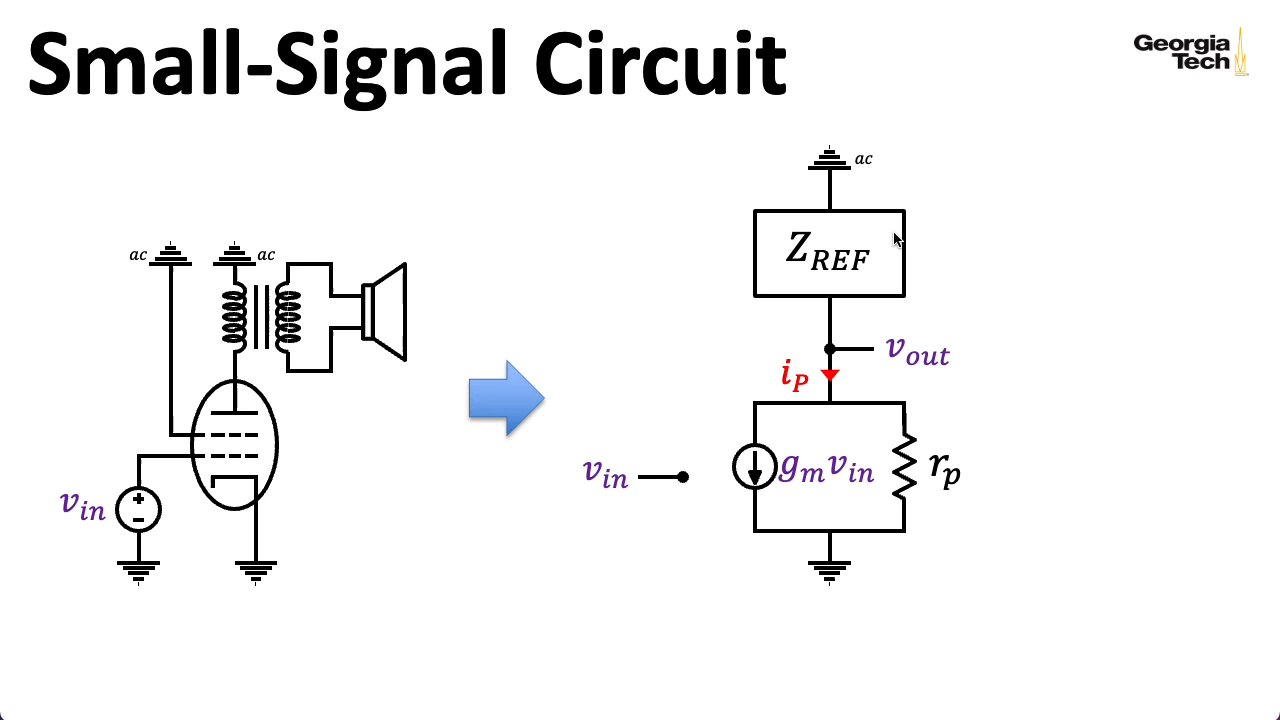 Small-Signal Circuit
Georgia
Tech
ac
ac
v_in
+
−
ac
Z_REF
v_out
i_P
v_in
g_m v_in
r_p